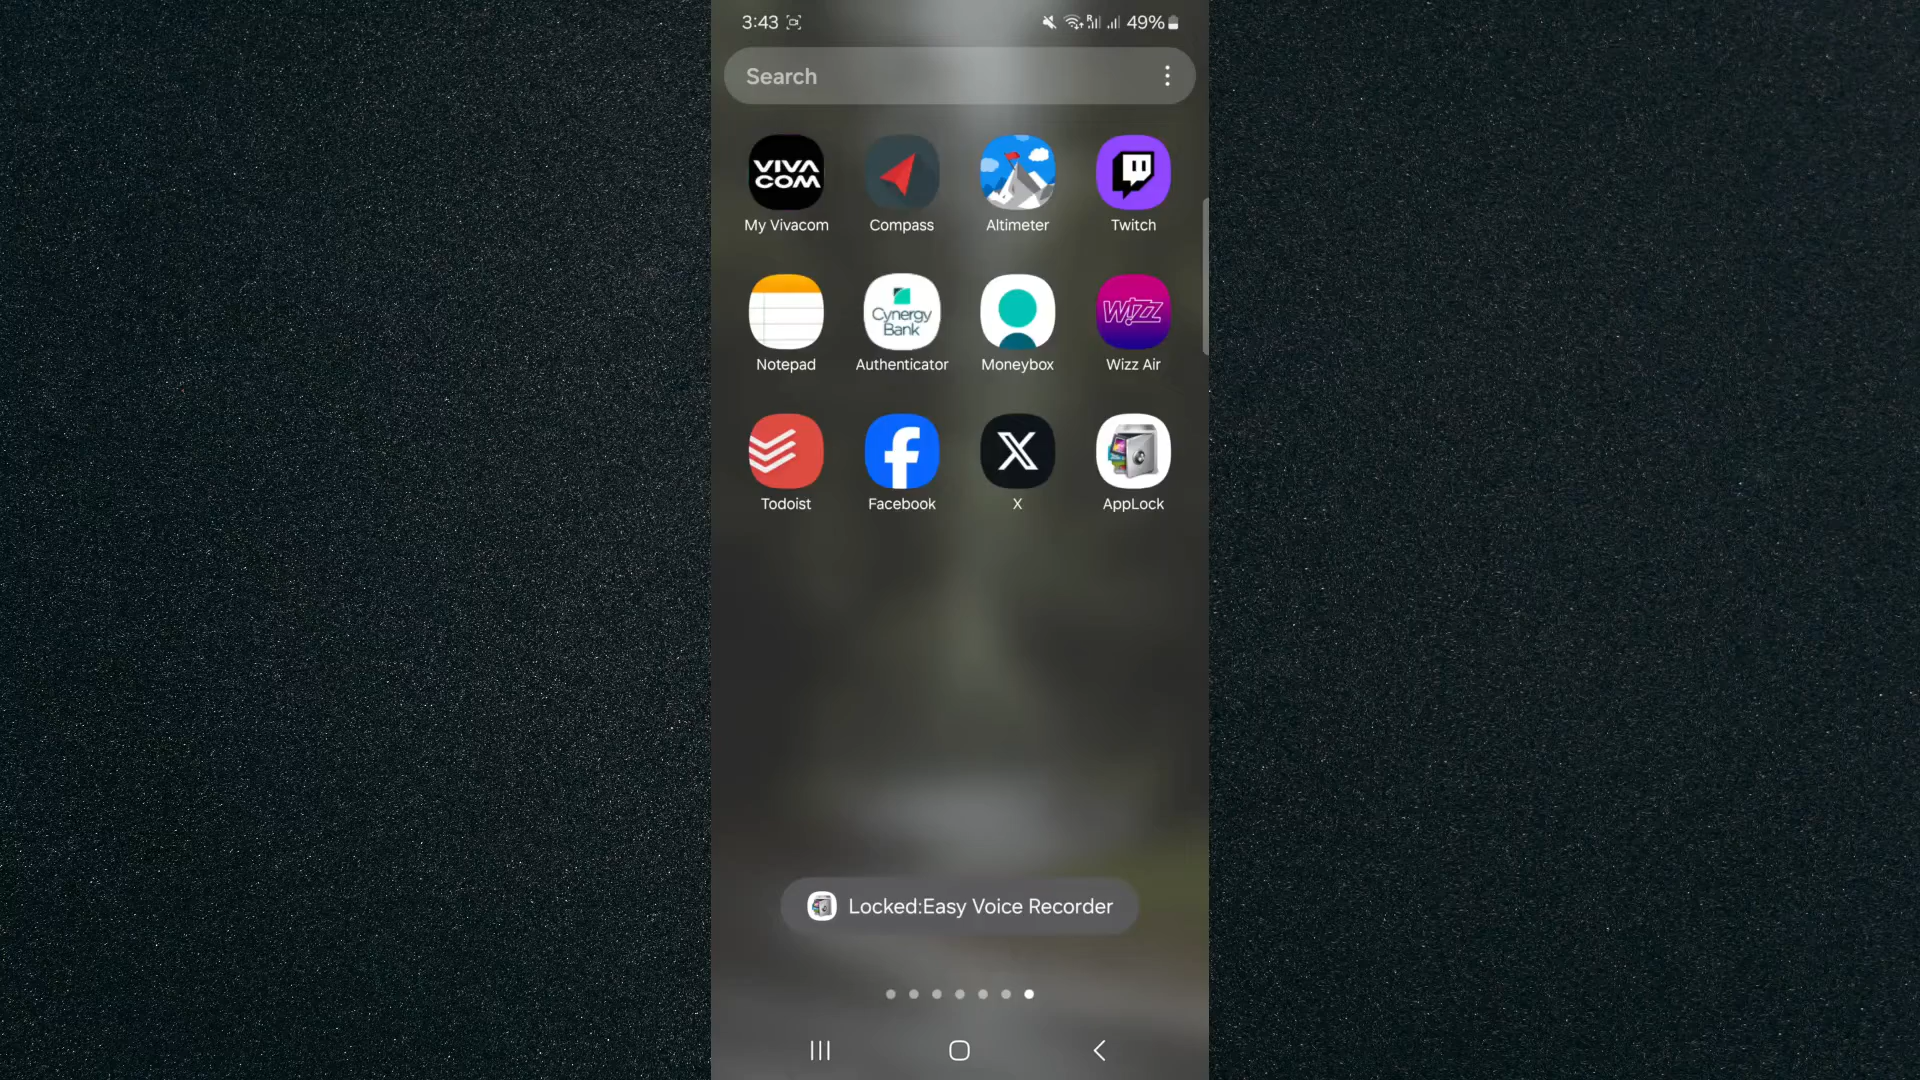 3:43
49%
Search
VIVA
COM
My Vivacom
Compass
Altimeter
Twitch
Cynergy
Bank
WIZZ
Notepad
Authenticator
Moneybox
Wizz Air
Todoist
Facebook
X
AppLock
Locked:Easy Voice Recorder